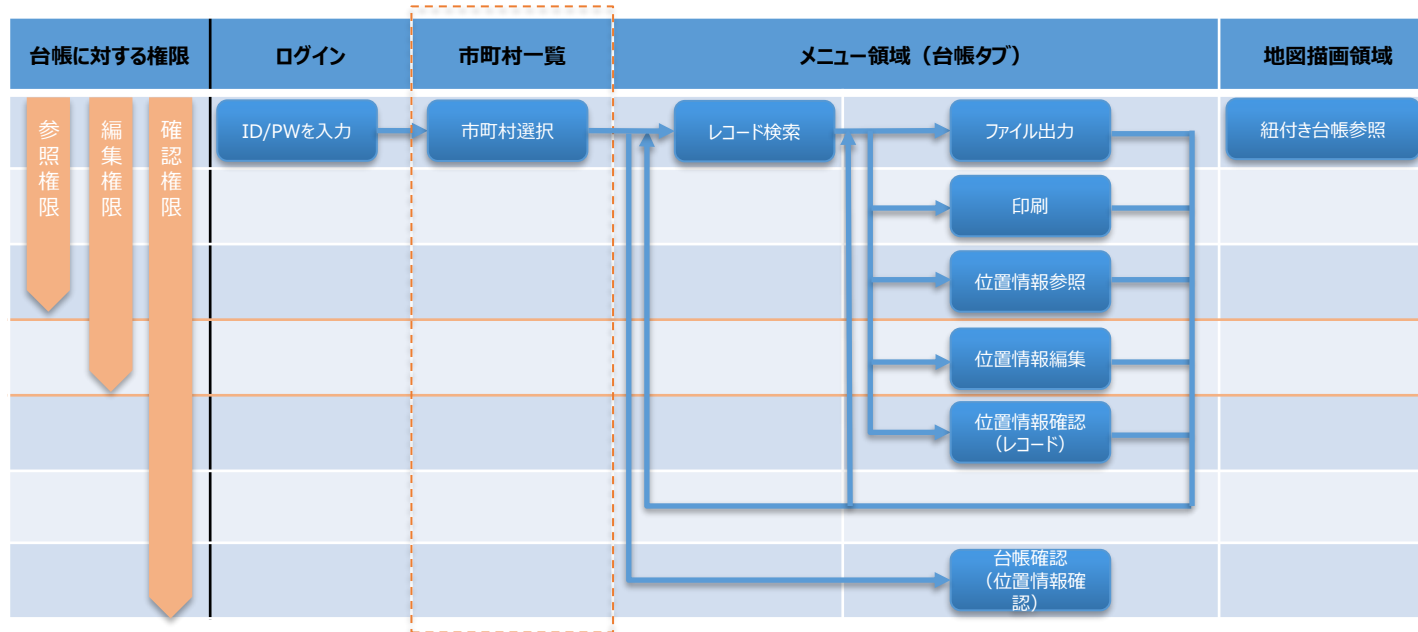 台帳に対する権限
ログイン
市町村一覧
メニュー領域（台帳タブ）
地図描画領域
参照権限
編集権限
確認権限
ID/PWを入力
市町村選択
レコード検索
ファイル出力
紐付き台帳参照
印刷
位置情報参照
位置情報編集
位置情報確認
（レコード）
台帳確認
（位置情報確
認）